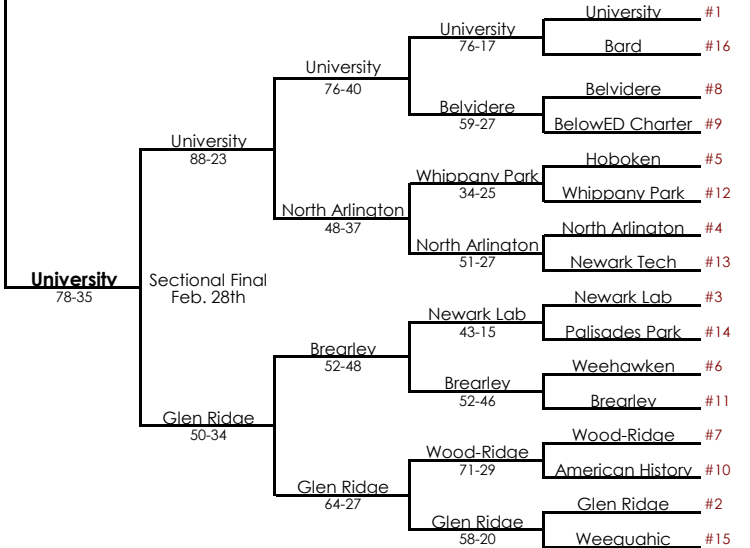 University #1
University
76-17
Bard #16
University
76-40
Belvidere #8
Belvidere
59-27
BelowED Charter #9
University
88-23
Hoboken #5
Whippany Park
34-25
Whippany Park #12
North Arlington
48-37
North Arlington #4
North Arlington
51-27
Newark Tech #13
University
78-35
Sectional Final
Feb. 28th
Newark Lab #3
Newark Lab
43-15
Palisades Park #14
Brearley
52-48
Weehawken #6
Brearley
52-46
Brearley #11
Glen Ridge
50-34
Wood-Ridge #7
Wood-Ridge
71-29
American History #10
Glen Ridge
64-27
Glen Ridge #2
Glen Ridge
58-20
Weequahic #15